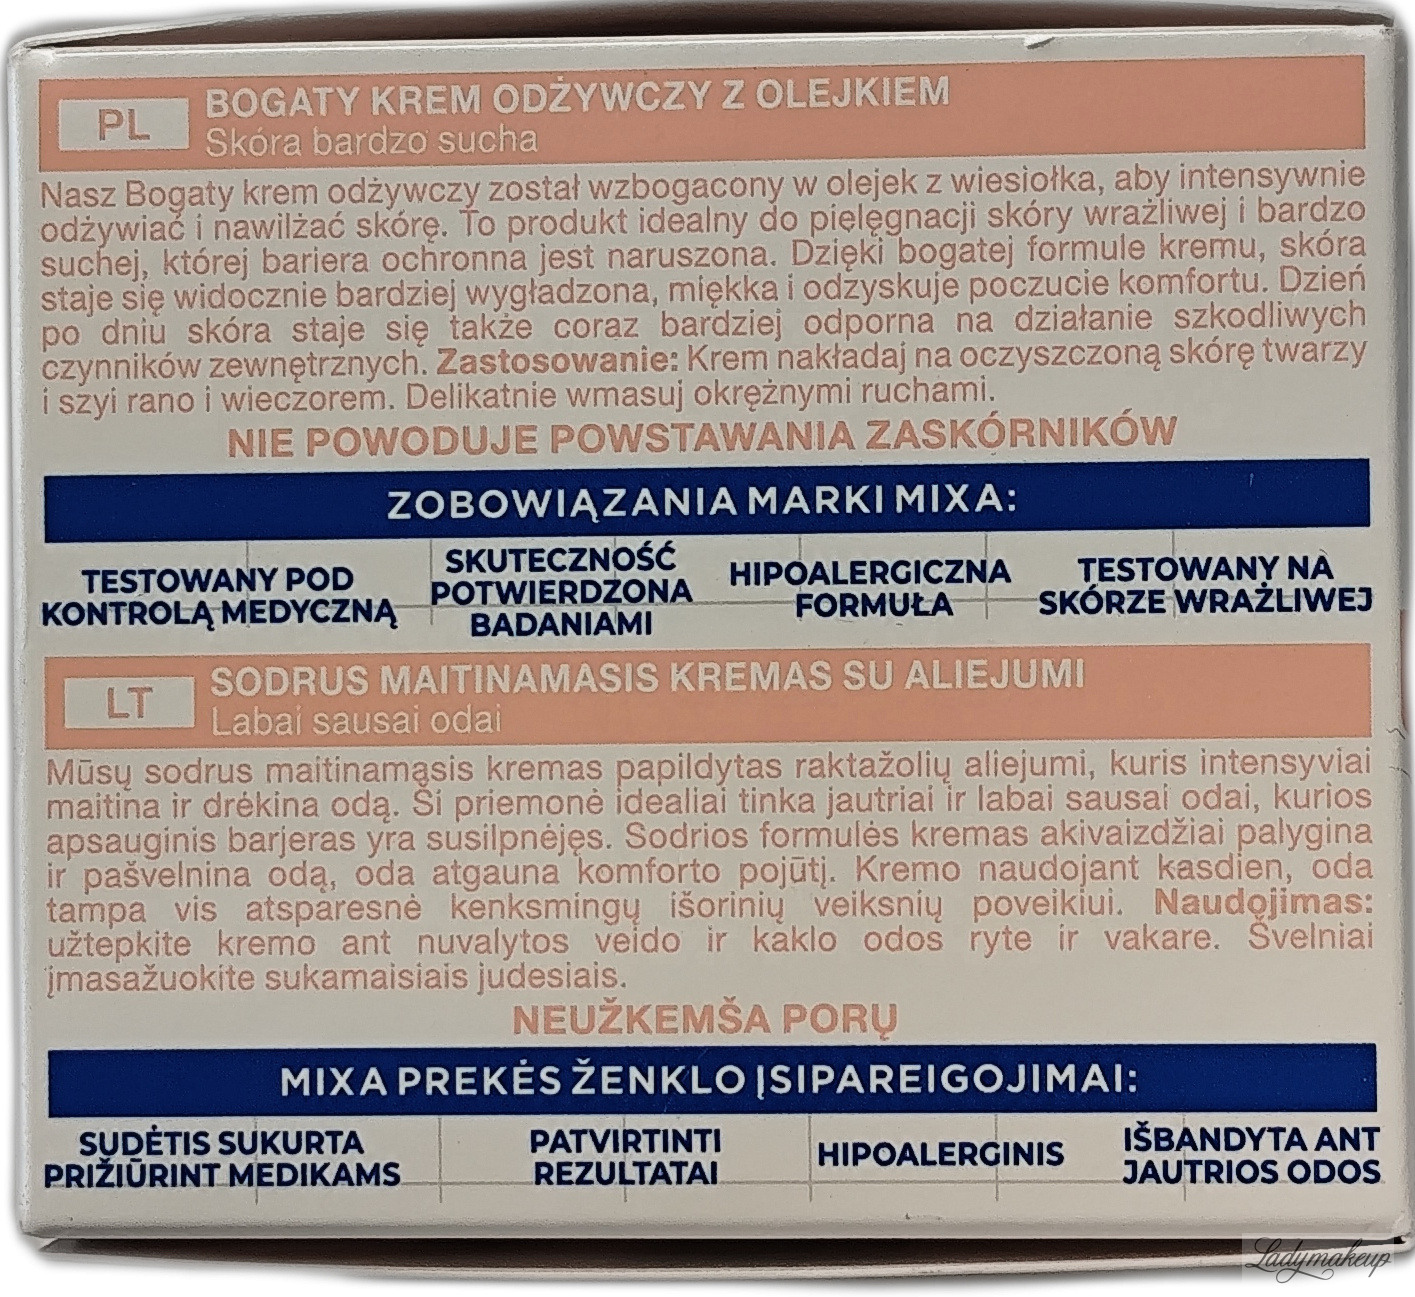 PL
BOGATY KREM ODŻYWCZY Z OLEJKIEM
Skóra bardzo sucha
Nasz Bogaty krem odżywczy został wzbogacony w olejek z wiesiołka, aby intensywnie
odżywiać i nawilżać skórę. To produkt idealny do pielęgnacji skóry wrażliwej i bardzo
suchej, której bariera ochronna jest naruszona. Dzięki bogatej formule kremu, skóra
staje się widocznie bardziej wygładzona, miękka i odzyskuje poczucie komfortu. Dzień
po dniu skóra staje się także coraz bardziej odporna na działanie szkodliwych
czynników zewnętrznych. Zastosowanie: Krem nakładaj na oczyszczoną skórę twarzy
i szyi rano i wieczorem. Delikatnie wmasuj okrężnymi ruchami.
NIE POWODUJE POWSTAWANIA ZASKÓRNIKÓW
ZOBOWIĄZANIA MARKI MIXA:
TESTOWANY POD
KONTROLĄ MEDYCZNĄ
SKUTECZNOŚĆ
POTWIERDZONA
BADANIAMI
HIPOALERGICZNA
FORMUŁA
TESTOWANY NA
SKÓRZE WRAŻLIWEJ
LT
SODRUS MAITINAMASIS KREMAS SU ALIEJUMI
Labai sausai odai
Mūsų sodrus maitinamąsis kremas papildytas raktažolių aliejumi, kuris intensyviai
maitina ir drėkina odą. Ši priemonė idealiai tinka jautriai ir labai sausai odai, kurios
apsauginis barjeras yra susilpnėjęs. Sodrios formulės kremas akivaizdžiai palygina
ir pašvelnina odą, oda atgauna komforto pojūtį. Kremo naudojant kasdien, oda
tampa vis atsparesnė kenksmingų išorinių veiksnių poveikiui. Naudojimas:
užtepkite kremo ant nuvalytos veido ir kaklo odos ryte ir vakare. Švelniai
įmasažuokite sukamaisiais judesiais.
NEUŽKEMŠA PORŲ
MIXA PREKĖS ŽENKLO ĮSIPAREIGOJIMAI:
SUDĖTIS SUKURTA
PRIŽIŪRINT MEDIKAMS
PATVIRTINTI
REZULTATAI
HIPOALERGINIS
IŠBANDYTA ANT
JAUTRIOS ODOS
Ladymakeup